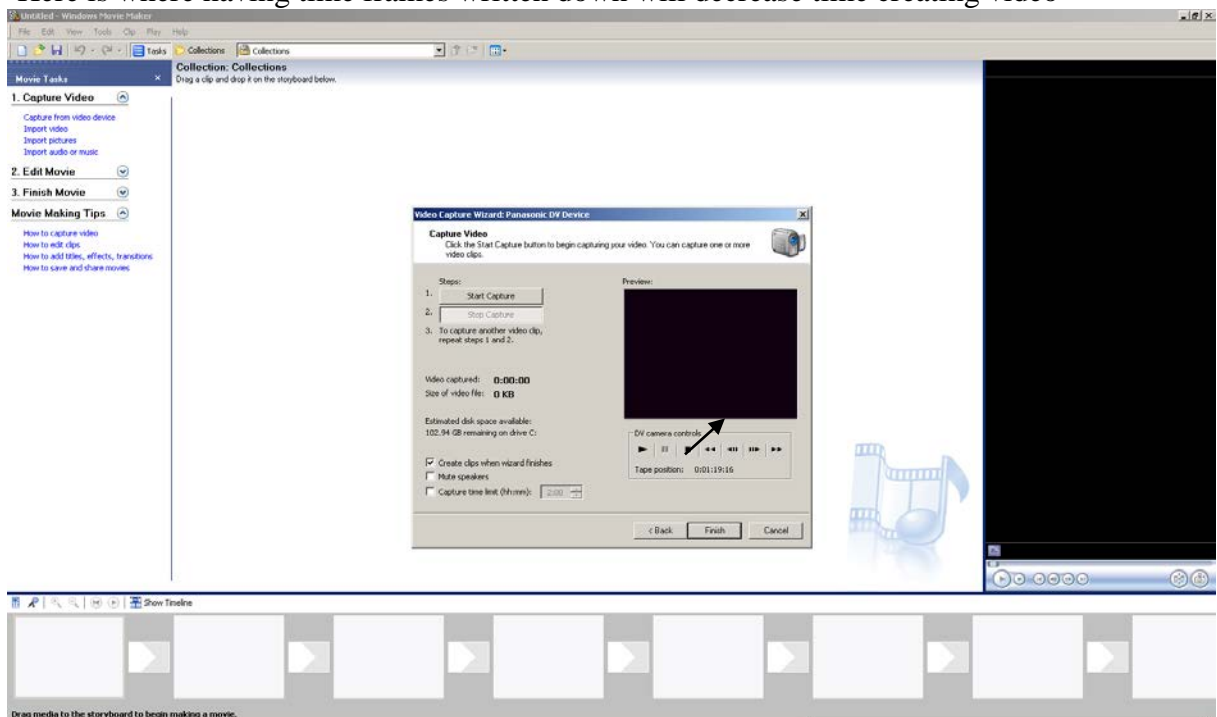 Here is where having time frames written down will decrease time creating video
Untitled - Windows Movie Maker
File Edit View Tools Clip Play Help
Tasks Collections Collections
Movie Tasks
Collection: Collections
Drag a clip and drop it on the storyboard below.
1. Capture Video
Capture from video device
Import video
Import pictures
Import audio or music
2. Edit Movie
3. Finish Movie
Movie Making Tips
How to capture video
How to edit clips
How to add titles, effects, transitions
How to save and share movies
Video Capture Wizard: Panasonic DV Device
Capture Video
Click the Start Capture button to begin capturing your video. You can capture one or more
video clips.
Steps:
1. Start Capture
2. Stop Capture
3. To capture another video clip,
repeat steps 1 and 2.
Video captured: 0:00:00
Size of video file: 0 KB
Estimated disk space available:
102.94 GB remaining on drive C:
Create clips when wizard finishes
Mute speakers
Capture time limit (hh:mm): 2:00
Preview:
DV camera controls
Tape position: 0:01:19:16
< Back Finish Cancel
Show Timeline
Drag media to the storyboard to begin making a movie.